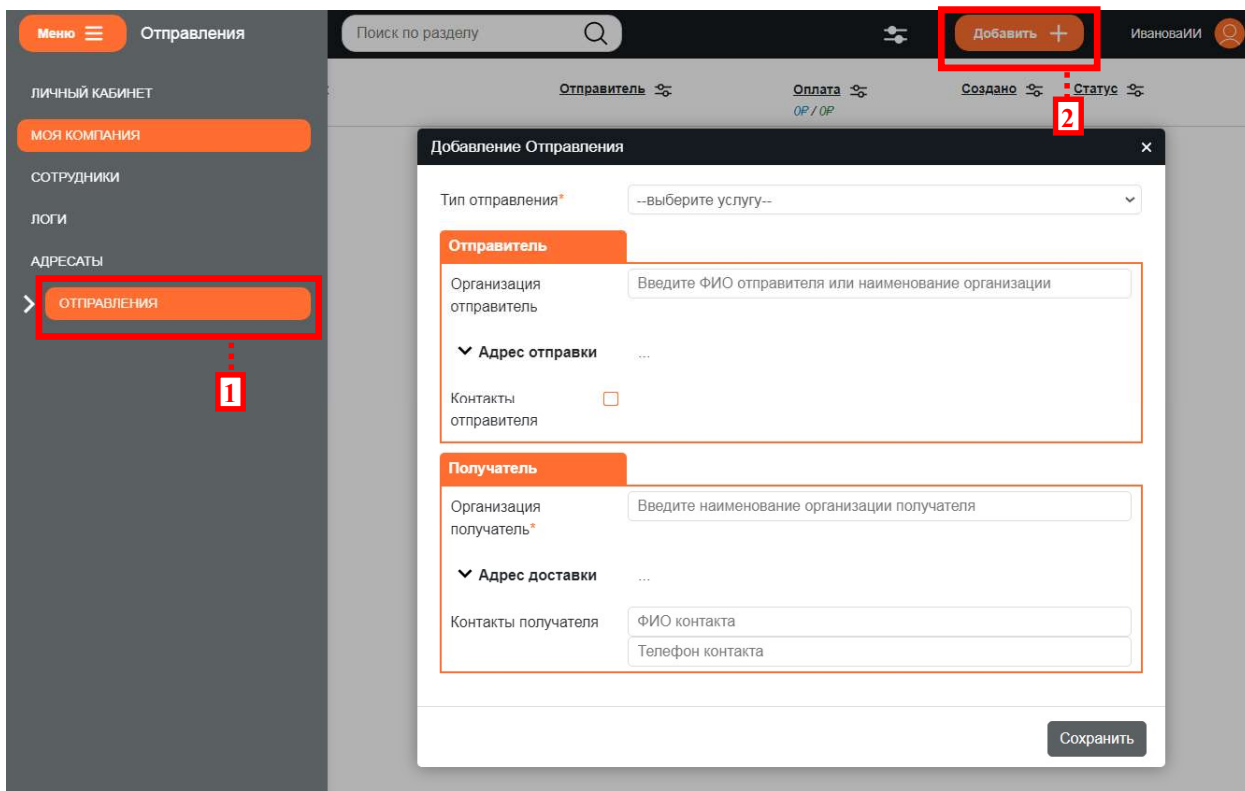 Меню
Отправления
Поиск по разделу
Добавить
ИвановаИИ
ЛИЧНЫЙ КАБИНЕТ
МОЯ КОМПАНИЯ
СОТРУДНИКИ
ЛОГИ
АДРЕСАТЫ
ОТПРАВЛЕНИЯ
1
Отправитель
Оплата
0₽ / 0₽
Создано
Статус
2
Добавление Отправления
Тип отправления*
--выберите услугу--
Отправитель
Организация
отправитель
Введите ФИО отправителя или наименование организации
Адрес отправки
...
Контакты
отправителя
Получатель
Организация
получатель*
Введите наименование организации получателя
Адрес доставки
...
Контакты получателя
ФИО контакта
Телефон контакта
Сохранить